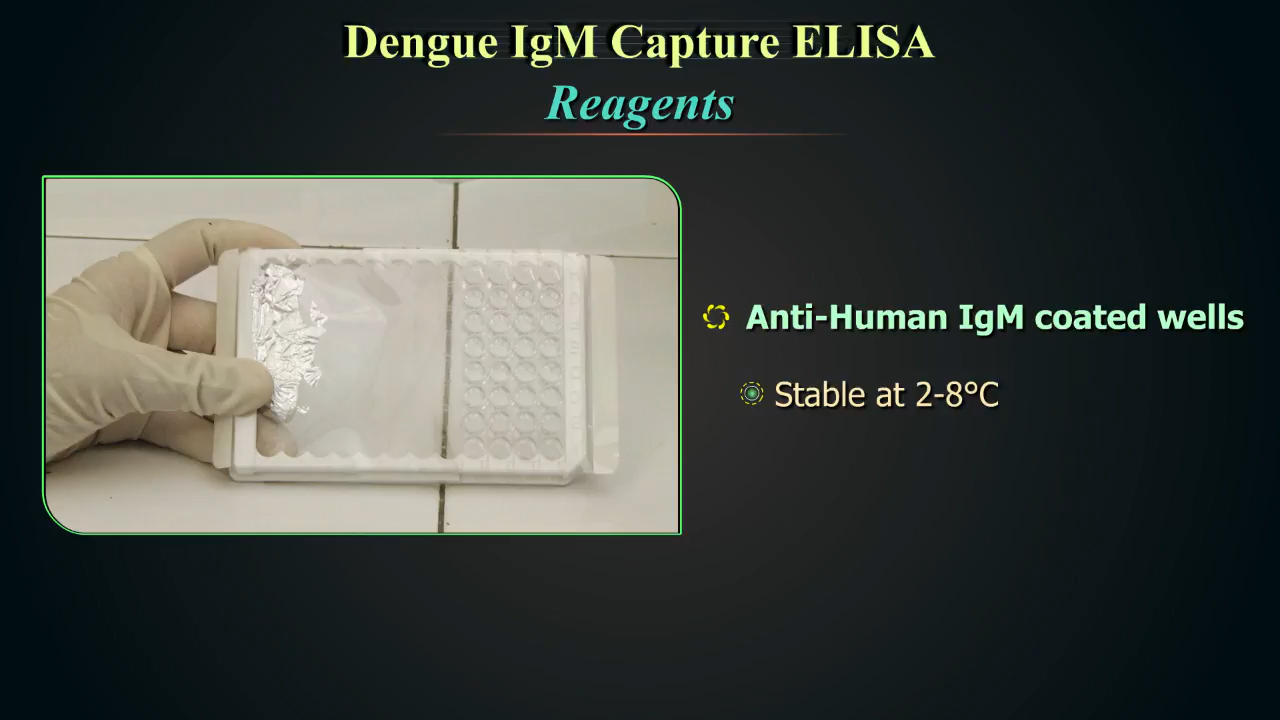 Dengue IgM Capture ELISA
Reagents
Anti-Human IgM coated wells
Stable at 2-8°C